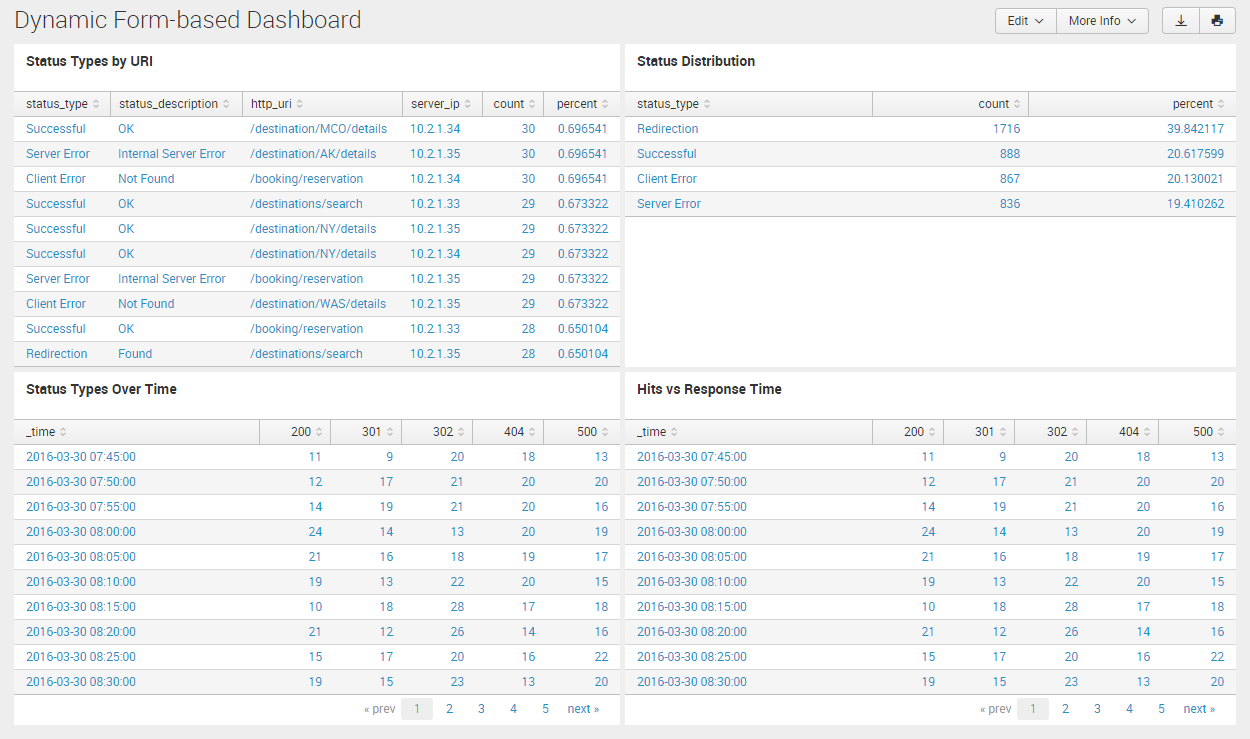 Dynamic Form-based Dashboard
Edit More Info
Status Types by URI
status_type status_description http_uri server_ip count percent
Successful OK /destination/MCO/details 10.2.1.34 30 0.696541
Server Error Internal Server Error /destination/AK/details 10.2.1.35 30 0.696541
Client Error Not Found /booking/reservation 10.2.1.34 30 0.696541
Successful OK /destinations/search 10.2.1.33 29 0.673322
Successful OK /destination/NY/details 10.2.1.35 29 0.673322
Successful OK /destination/NY/details 10.2.1.34 29 0.673322
Server Error Internal Server Error /booking/reservation 10.2.1.35 29 0.673322
Client Error Not Found /destination/WAS/details 10.2.1.35 29 0.673322
Successful OK /booking/reservation 10.2.1.33 28 0.650104
Redirection Found /destinations/search 10.2.1.35 28 0.650104
Status Distribution
status_type count percent
Redirection 1716 39.842117
Successful 888 20.617599
Client Error 867 20.130021
Server Error 836 19.410262
Status Types Over Time
_time 200 301 302 404 500
2016-03-30 07:45:00 11 9 20 18 13
2016-03-30 07:50:00 12 17 21 20 20
2016-03-30 07:55:00 14 19 21 20 16
2016-03-30 08:00:00 24 14 13 20 19
2016-03-30 08:05:00 21 16 18 19 17
2016-03-30 08:10:00 19 13 22 20 15
2016-03-30 08:15:00 10 18 28 17 18
2016-03-30 08:20:00 21 12 26 14 16
2016-03-30 08:25:00 15 17 20 16 22
2016-03-30 08:30:00 19 15 23 13 20
« prev 1 2 3 4 5 next »
Hits vs Response Time
_time 200 301 302 404 500
2016-03-30 07:45:00 11 9 20 18 13
2016-03-30 07:50:00 12 17 21 20 20
2016-03-30 07:55:00 14 19 21 20 16
2016-03-30 08:00:00 24 14 13 20 19
2016-03-30 08:05:00 21 16 18 19 17
2016-03-30 08:10:00 19 13 22 20 15
2016-03-30 08:15:00 10 18 28 17 18
2016-03-30 08:20:00 21 12 26 14 16
2016-03-30 08:25:00 15 17 20 16 22
2016-03-30 08:30:00 19 15 23 13 20
« prev 1 2 3 4 5 next »